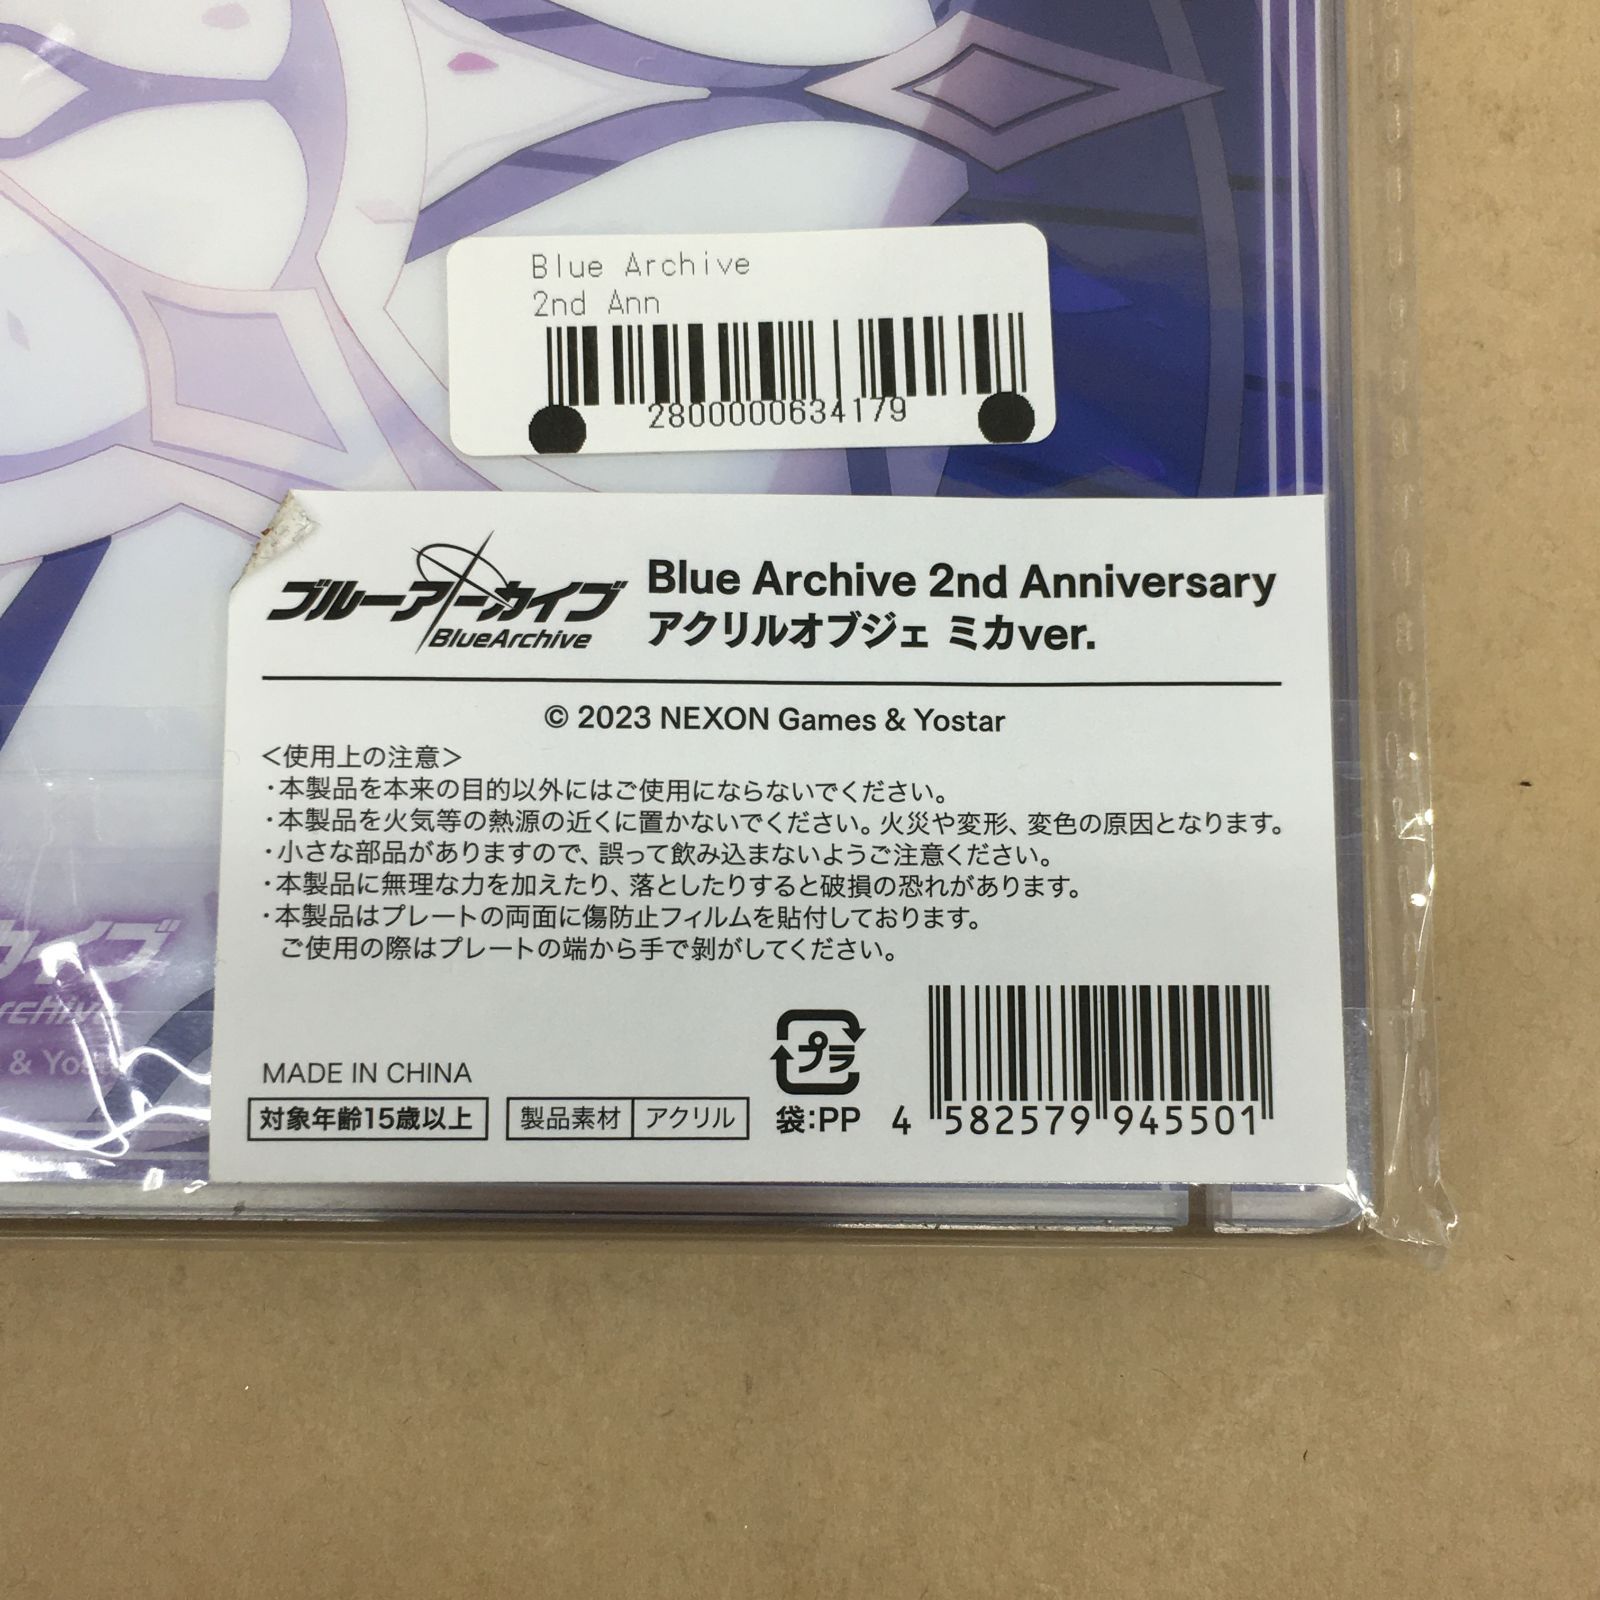 Blue Archive
2nd Ann
2800000634179
ブルーアーカイブ
BlueArchive
Blue Archive 2nd Anniversary
アクリルオブジェ ミカver.
© 2023 NEXON Games & Yostar
＜使用上の注意＞
・本製品を本来の目的以外にはご使用にならないでください。
・本製品を火気等の熱源の近くに置かないでください。火災や変形、変色の原因となります。
・小さな部品がありますので、誤って飲み込まないようご注意ください。
・本製品に無理な力を加えたり、落としたりすると破損の恐れがあります。
・本製品はプレートの両面に傷防止フィルムを貼付しております。
ご使用の際はプレートの端から手で剝がしてください。
MADE IN CHINA
対象年齢15歳以上
製品素材 アクリル
プラ
袋:PP
4 582579 945501
カイブ
rchive
& Yostar